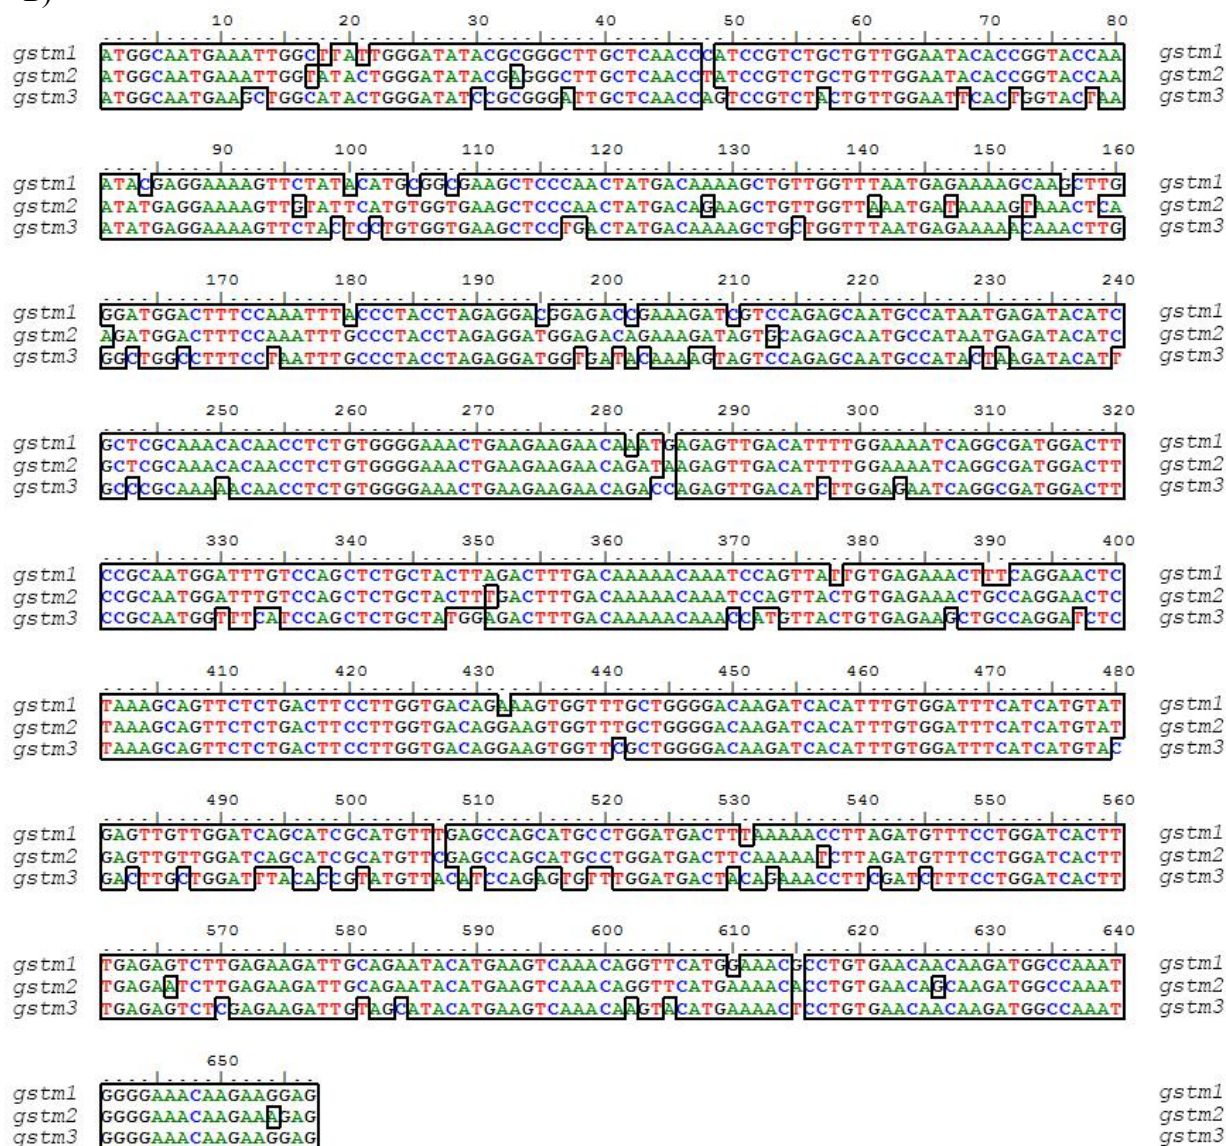 10 20 30 40 50 60 70 80
gstm1 ATGGCAATGAAATTGGCTTATTGGGATATACGCGGGCTTGCTCAACCCATCCGTCTGCTGTTGGAATACACCGGTACCAA gstm1
gstm2 ATGGCAATGAAATTGGTATACTGGGATATACGAGGGCTTGCTCAACCTATCCGTCTGCTGTTGGAATACACCGGTACCAA gstm2
gstm3 ATGGCAATGAAGCTGGCATACTGGGATATCCGCGGGATTGCTCAACCAGTCCGTCTACTGTTGGAATTCACTGGTACTAA gstm3
90 100 110 120 130 140 150 160
gstm1 ATACGAGGAAAAGTTCTATACATGCGGCGAAGCTCCCAACTATGACAAAAGCTGTTGGTTTAATGAGAAAAGCAAGCTTG gstm1
gstm2 ATATGAGGAAAAGTTGTATTCATGTGGTGAAGCTCCCAACTATGACAGAAGCTGTTGGTTAAATGATAAAAGTAAACTCA gstm2
gstm3 ATATGAGGAAAAGTTCTACTCCTGTGGTGAAGCTCCTGACTATGACAAAAGCTGCTGGTTTAATGAGAAAAACAAACTTG gstm3
170 180 190 200 210 220 230 240
gstm1 GGATGGACTTTCCAAATTTACCCTACCTAGAGGACGGAGACCGAAAGATCGTCCAGAGCAATGCCATAATGAGATACATC gstm1
gstm2 AGATGGACTTTCCAAATTTGCCCTACCTAGAGGATGGAGACAGAAAGATAGTGCAGAGCAATGCCATAATGAGATACATC gstm2
gstm3 GGCTGGCCTTTCCTAATTTGCCCTACCTAGAGGATGGTGATACAAAAGTAGTCCAGAGCAATGCCATACTAAGATACATT gstm3
250 260 270 280 290 300 310 320
gstm1 GCTCGCAAACACAACCTCTGTGGGGAAACTGAAGAAGAACAAATGAGAGTTGACATTTTGGAAAATCAGGCGATGGACTT gstm1
gstm2 GCTCGCAAACACAACCTCTGTGGGGAAACTGAAGAAGAACAGATAAGAGTTGACATTTTGGAAAATCAGGCGATGGACTT gstm2
gstm3 GCCCGCAAAAACAACCTCTGTGGGGAAACTGAAGAAGAACAGACCAGAGTTGACATCTTGGAGAATCAGGCGATGGACTT gstm3
330 340 350 360 370 380 390 400
gstm1 CCGCAATGGATTTGTCCAGCTCTGCTACTTAGACTTTGACAAAAACAAATCCAGTTATTGTGAGAAACTTTCAGGAACTC gstm1
gstm2 CCGCAATGGATTTGTCCAGCTCTGCTACTTTGACTTTGACAAAAACAAATCCAGTTACTGTGAGAAACTGCCAGGAACTC gstm2
gstm3 CCGCAATGGTTTCATCCAGCTCTGCTATGGAGACTTTGACAAAAACAAACCATGTTACTGTGAGAAGCTGCCAGGATCTC gstm3
410 420 430 440 450 460 470 480
gstm1 TAAAGCAGTTCTCTGACTTCCTTGGTGACAGAAAGTGGTTTGCTGGGGACAAGATCACATTTGTGGATTTCATCATGTAT gstm1
gstm2 TAAAGCAGTTCTCTGACTTCCTTGGTGACAGGAAGTGGTTTGCTGGGGACAAGATCACATTTGTGGATTTCATCATGTAT gstm2
gstm3 TAAAGCAGTTCTCTGACTTCCTTGGTGACAGGAAGTGGTTCGCTGGGGACAAGATCACATTTGTGGATTTCATCATGTAC gstm3
490 500 510 520 530 540 550 560
gstm1 GAGTTGTTGGATCAGCATCGCATGTTTGAGCCAGCATGCCTGGATGACTTTAAAAACCTTAGATGTTTCCTGGATCACTT gstm1
gstm2 GAGTTGTTGGATCAGCATCGCATGTTCGAGCCAGCATGCCTGGATGACTTCAAAAATCTTAGATGTTTCCTGGATCACTT gstm2
gstm3 GACTTGCTGGATTTACACCGTATGTTACATCCAGAGTGTTTGGATGACTACAGAAACCTTCGATCTTTCCTGGATCACTT gstm3
570 580 590 600 610 620 630 640
gstm1 TGAGAGTCTTGAGAAGATTGCAGAATACATGAAGTCAAACAGGTTCATGGAAACGCCTGTGAACAACAAGATGGCCAAAT gstm1
gstm2 TGAGAATCTTGAGAAGATTGCAGAATACATGAAGTCAAACAGGTTCATGAAAACACCTGTGAACAGCAAGATGGCCAAAT gstm2
gstm3 TGAGAGTCTCGAGAAGATTGTAGCATACATGAAGTCAAACAAGTACATGAAAACTCCTGTGAACAACAAGATGGCCAAAT gstm3
650
gstm1 GGGGAAACAAGAAGGAG gstm1
gstm2 GGGGAAACAAGAAAGAG gstm2
gstm3 GGGGAAACAAGAAGGAG gstm3